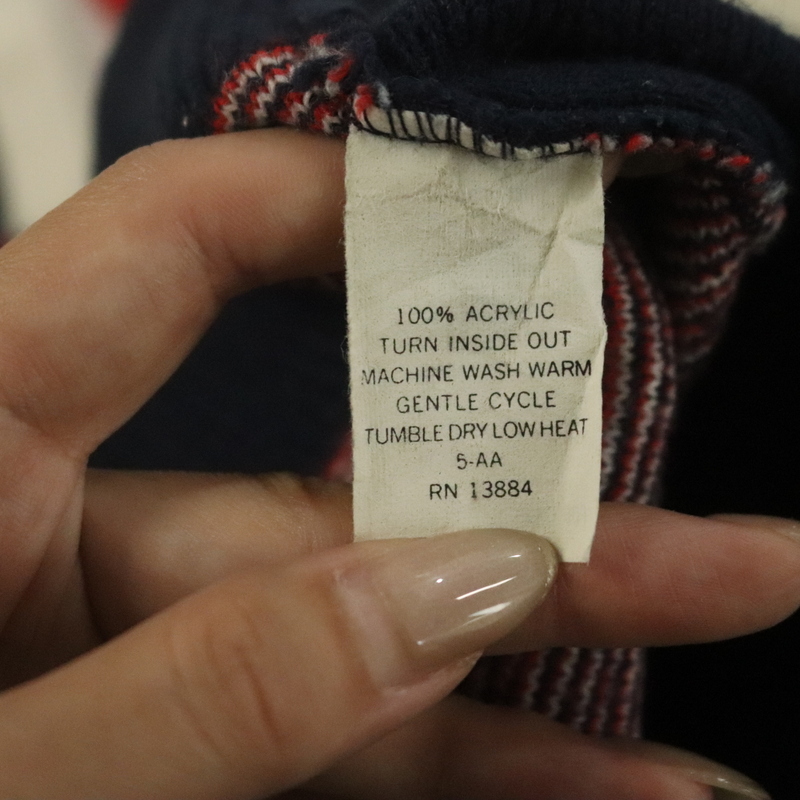 100% ACRYLIC
TURN INSIDE OUT
MACHINE WASH WARM
GENTLE CYCLE
TUMBLE DRY LOW HEAT
5-AA
RN 13884